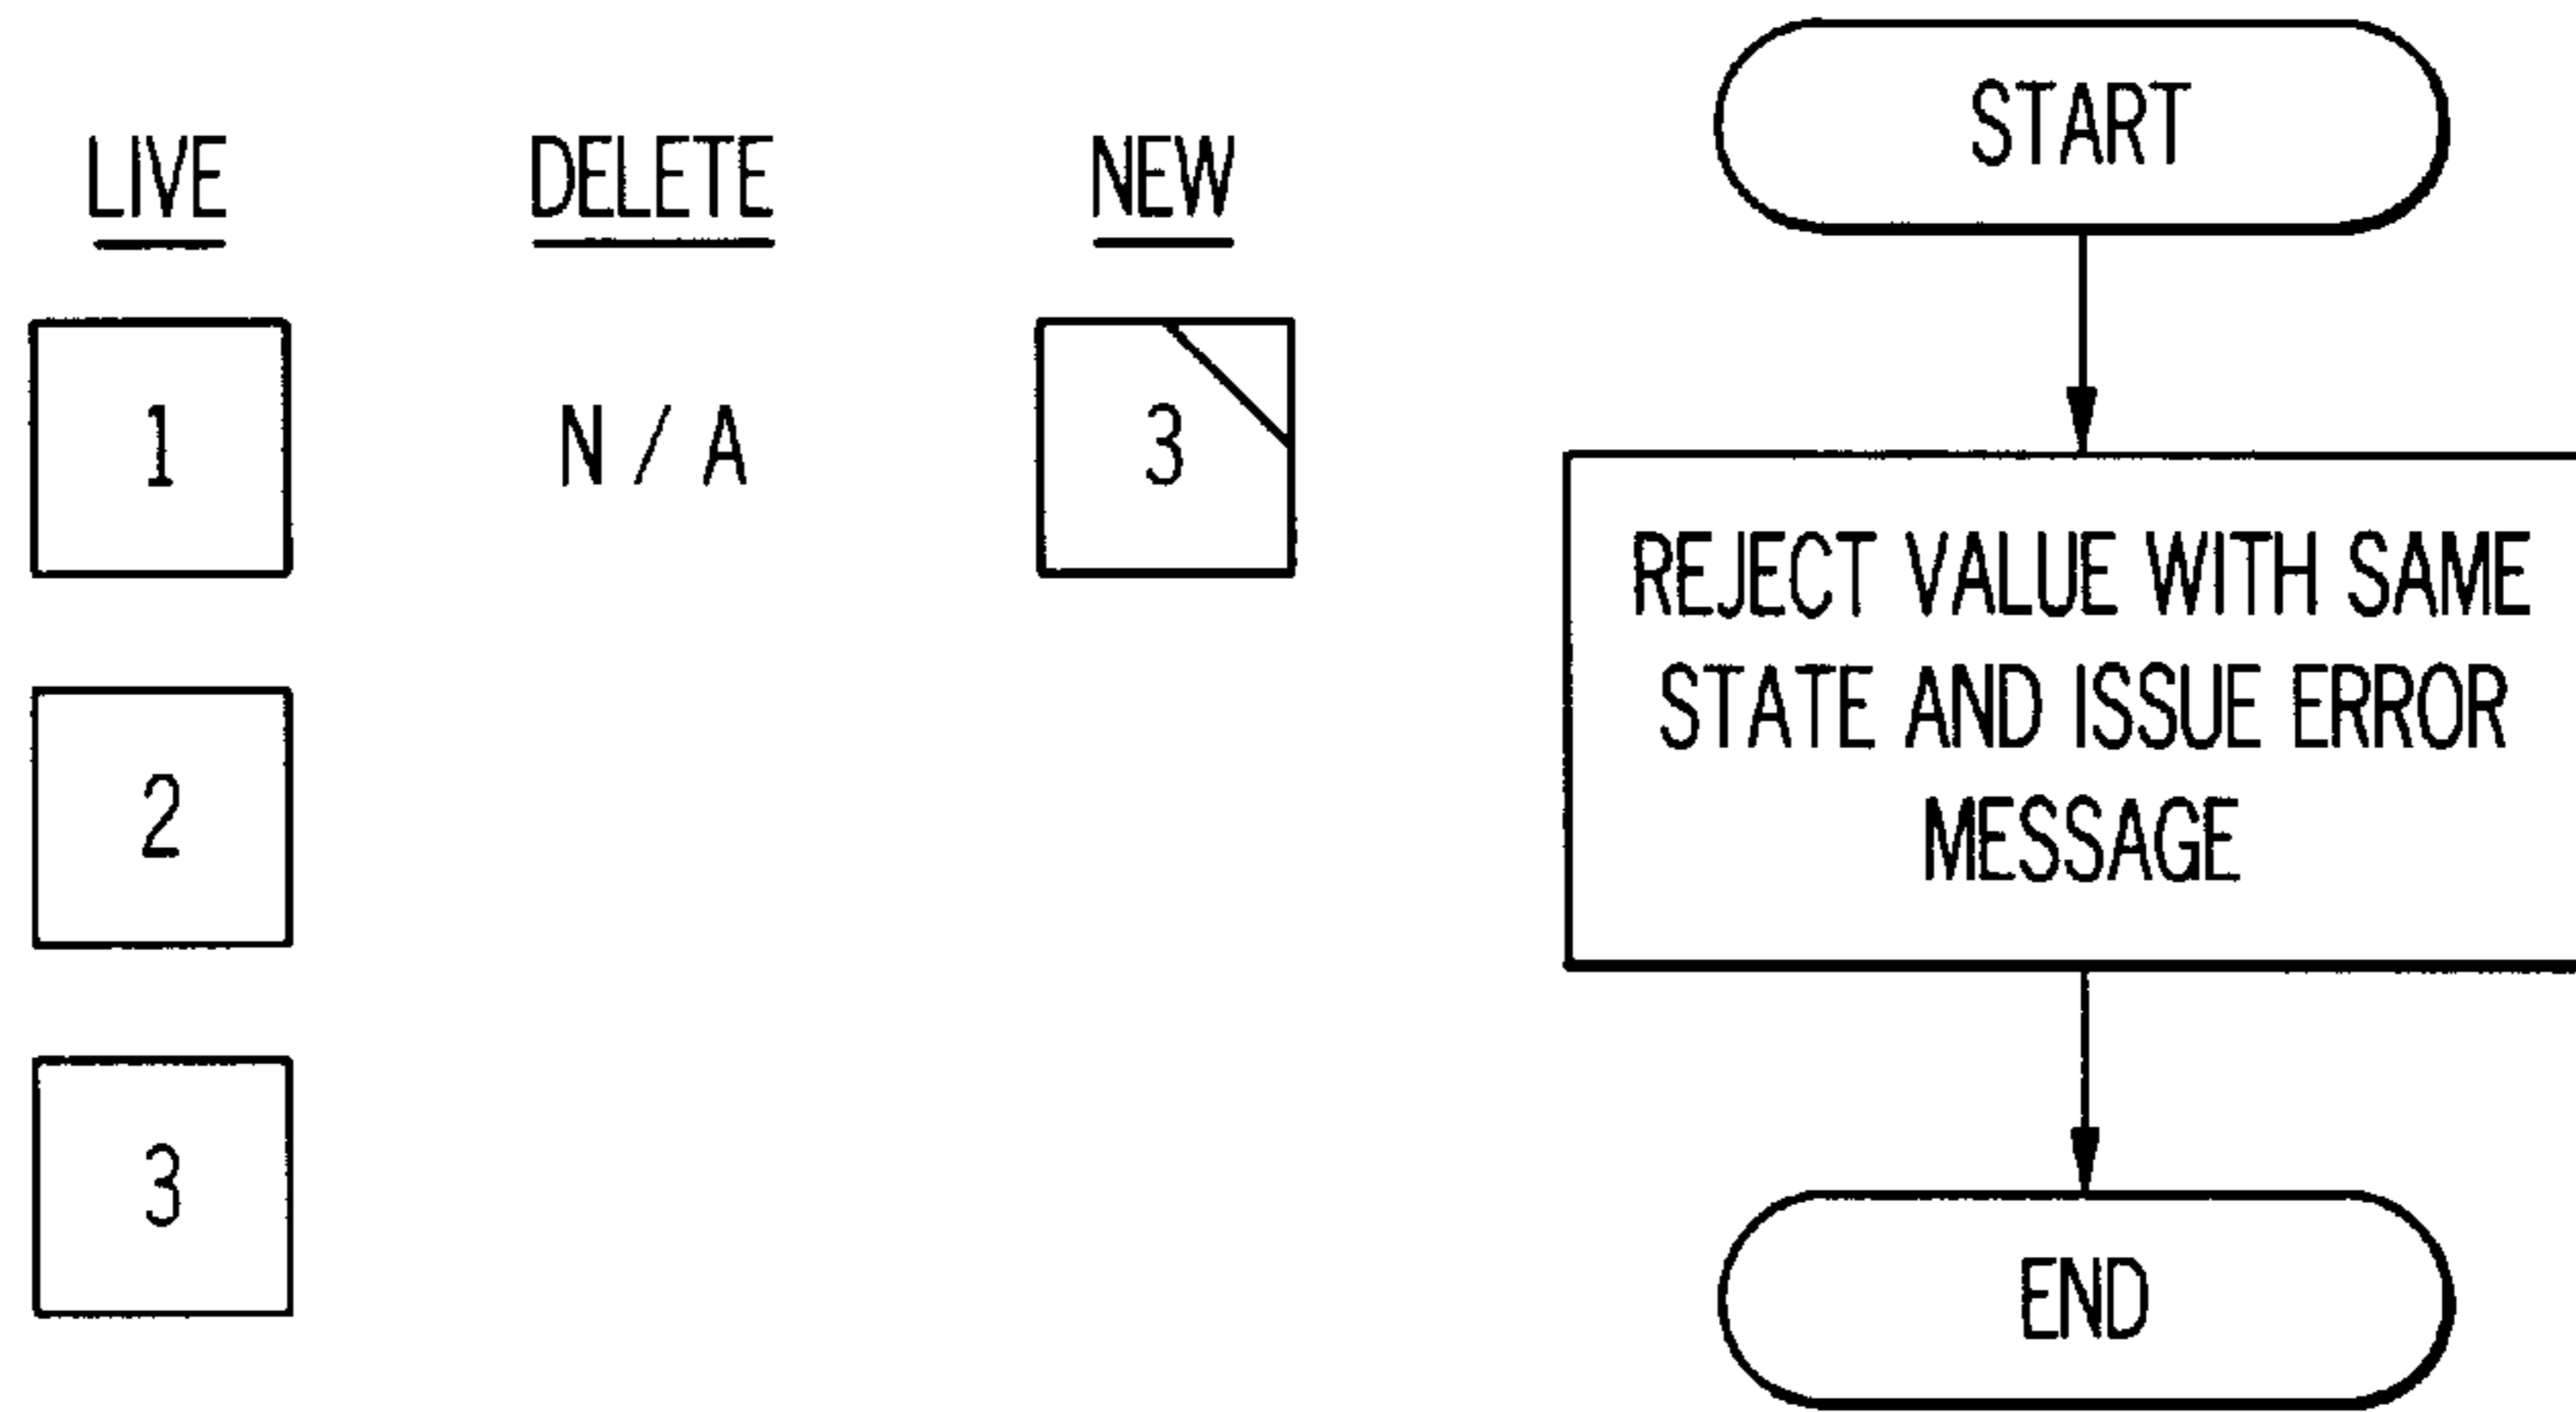 LIVE DELETE NEW
1 N / A 3
2
3
START
REJECT VALUE WITH SAME
STATE AND ISSUE ERROR
MESSAGE
END